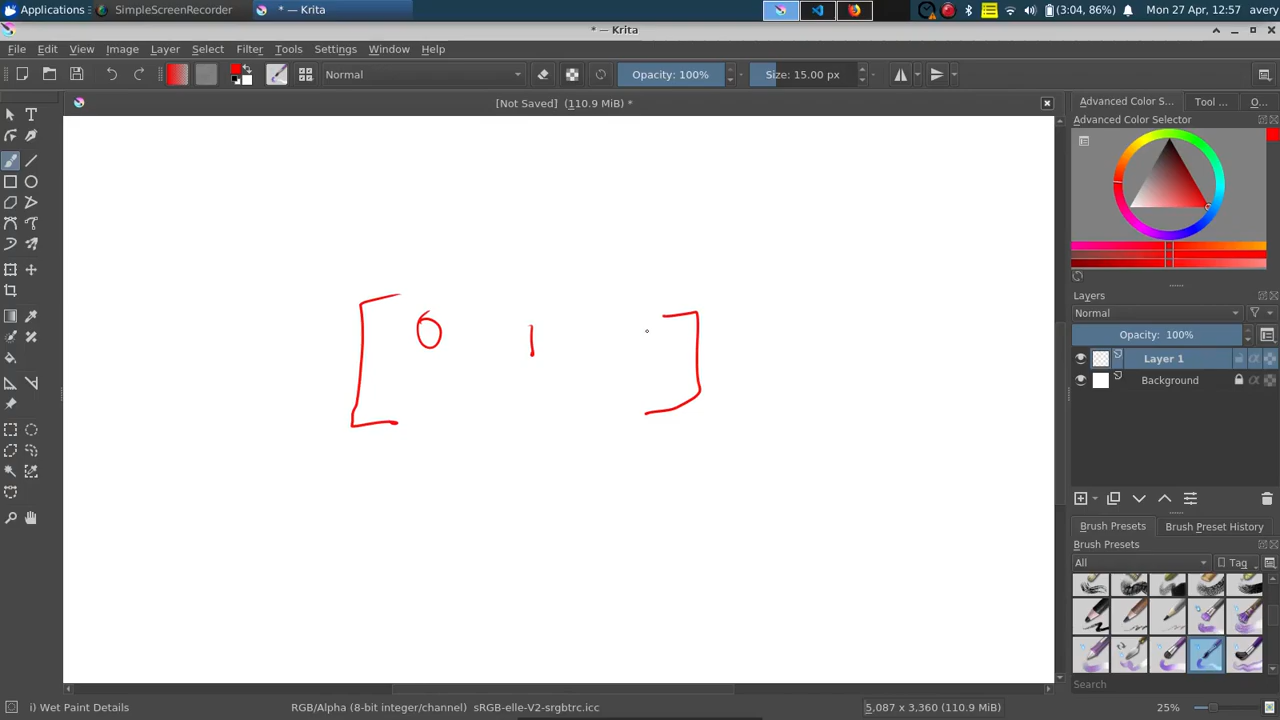 Applications SimpleScreenRecorder * — Krita (3:04, 86%) Mon 27 Apr, 12:57 avery
* — Krita
File Edit View Image Layer Select Filter Tools Settings Window Help
Normal Opacity: 100% Size: 15.00 px
[Not Saved] (110.9 MiB) *
Advanced Color S... Tool ... O...
Advanced Color Selector
[ 0 1 ]
Layers
Normal
Opacity: 100%
Layer 1
Background
Brush Presets Brush Preset History
Brush Presets
All Tag
Search
i) Wet Paint Details RGB/Alpha (8-bit integer/channel) sRGB-elle-V2-srgbtrc.icc 5,087 x 3,360 (110.9 MiB) 25%